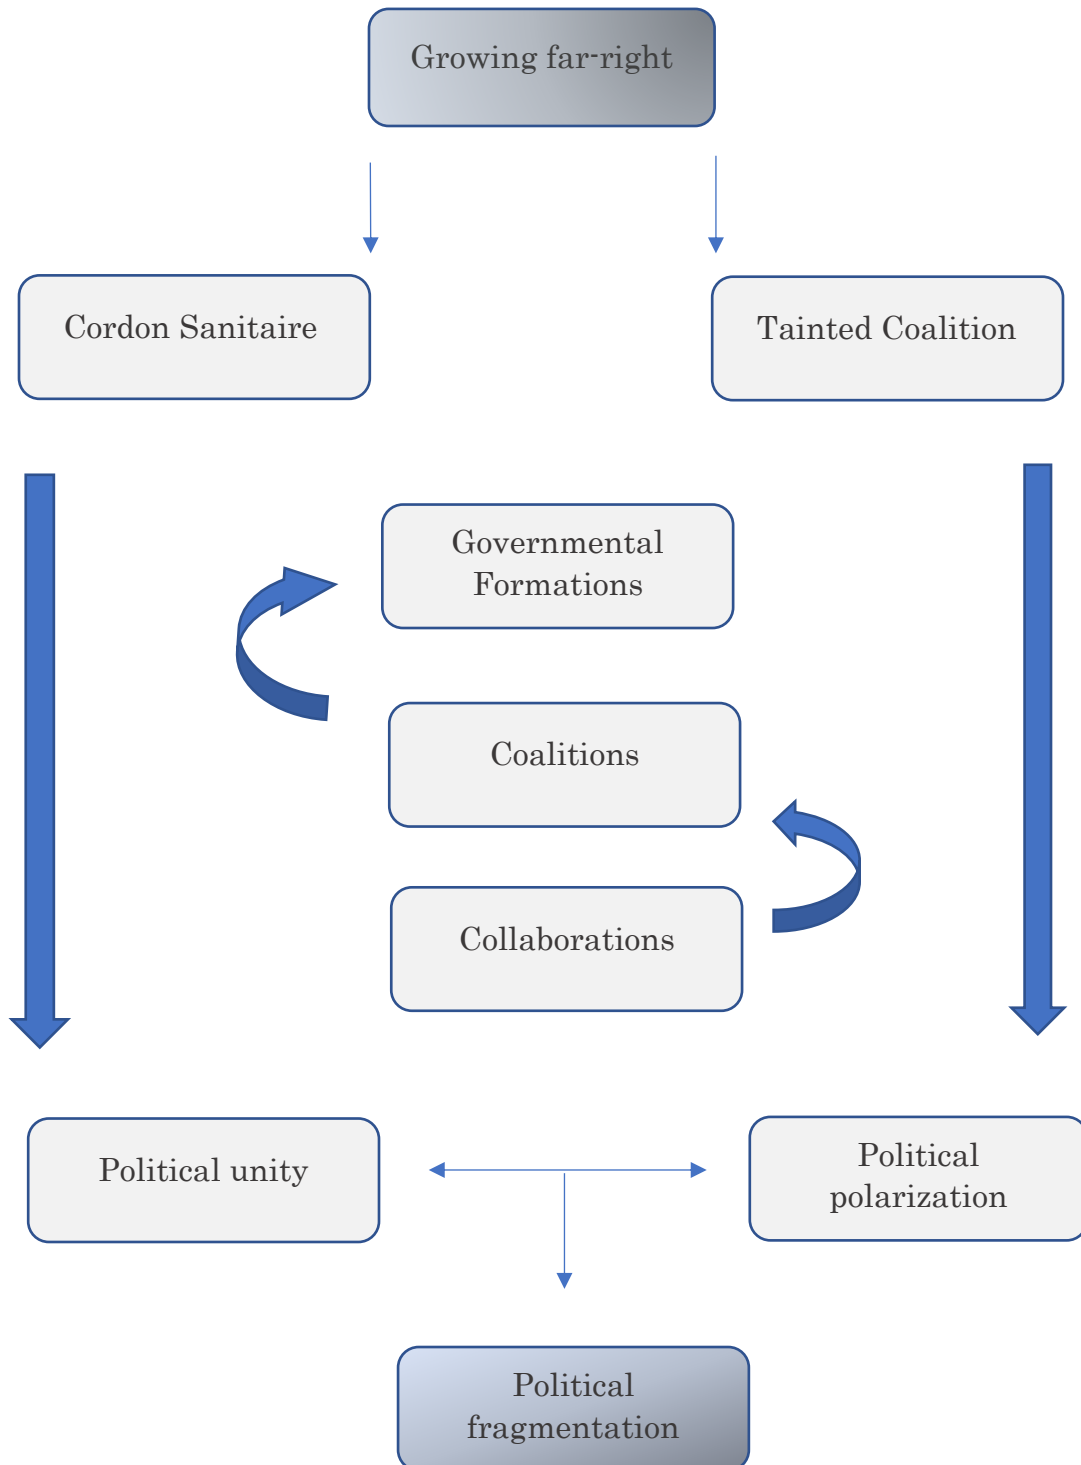 Growing far-right
Cordon Sanitaire
Tainted Coalition
Governmental
Formations
Coalitions
Collaborations
Political unity
Political
polarization
Political
fragmentation